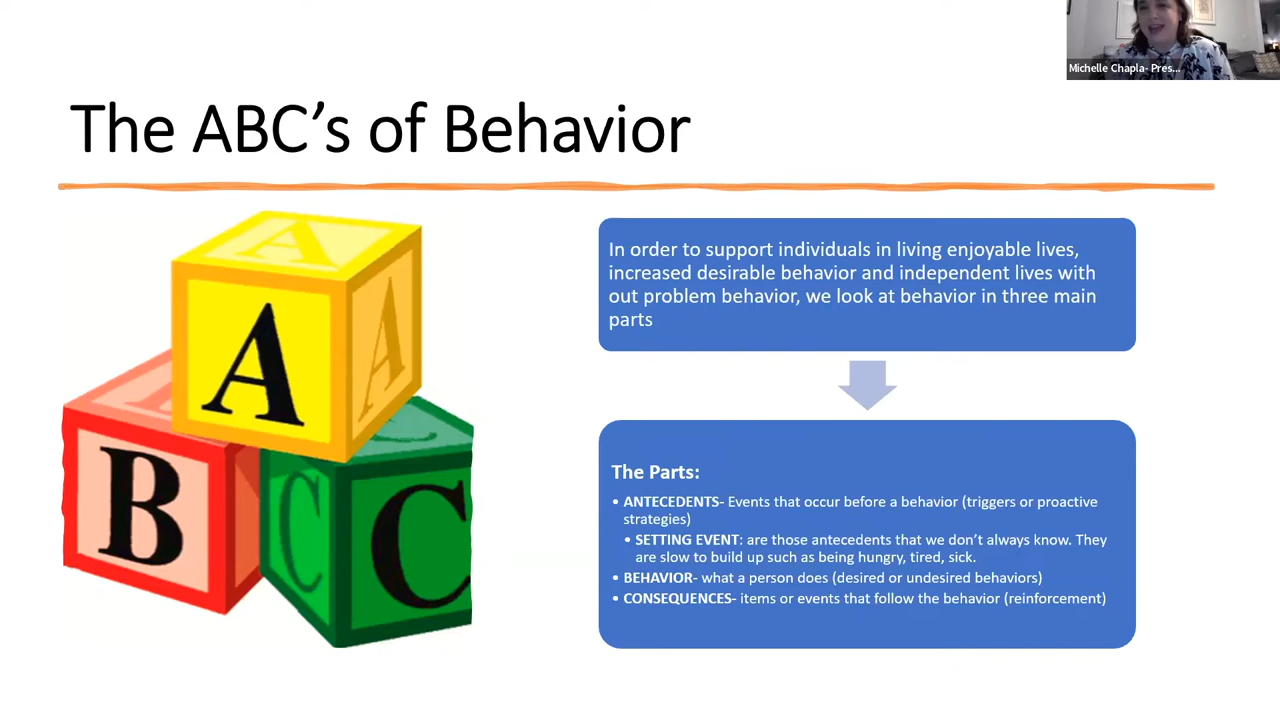 Michelle Chapla- Pres...
The ABC's of Behavior
A
A
A
B
C
C
C
In order to support individuals in living enjoyable lives,
increased desirable behavior and independent lives with
out problem behavior, we look at behavior in three main
parts
The Parts:
• ANTECEDENTS- Events that occur before a behavior (triggers or proactive
strategies)
• SETTING EVENT: are those antecedents that we don't always know. They
are slow to build up such as being hungry, tired, sick.
• BEHAVIOR- what a person does (desired or undesired behaviors)
• CONSEQUENCES- items or events that follow the behavior (reinforcement)